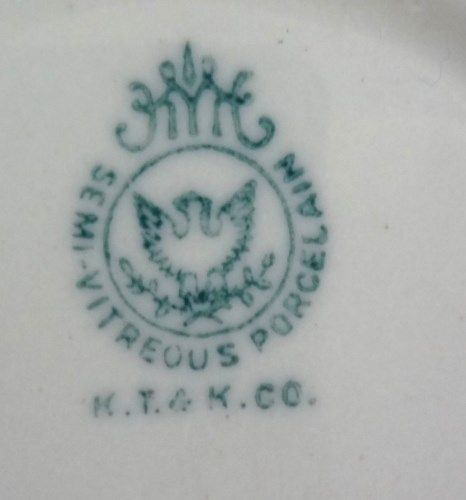 SEMI-VITREOUS PORCELAIN
K.T. & K. CO.